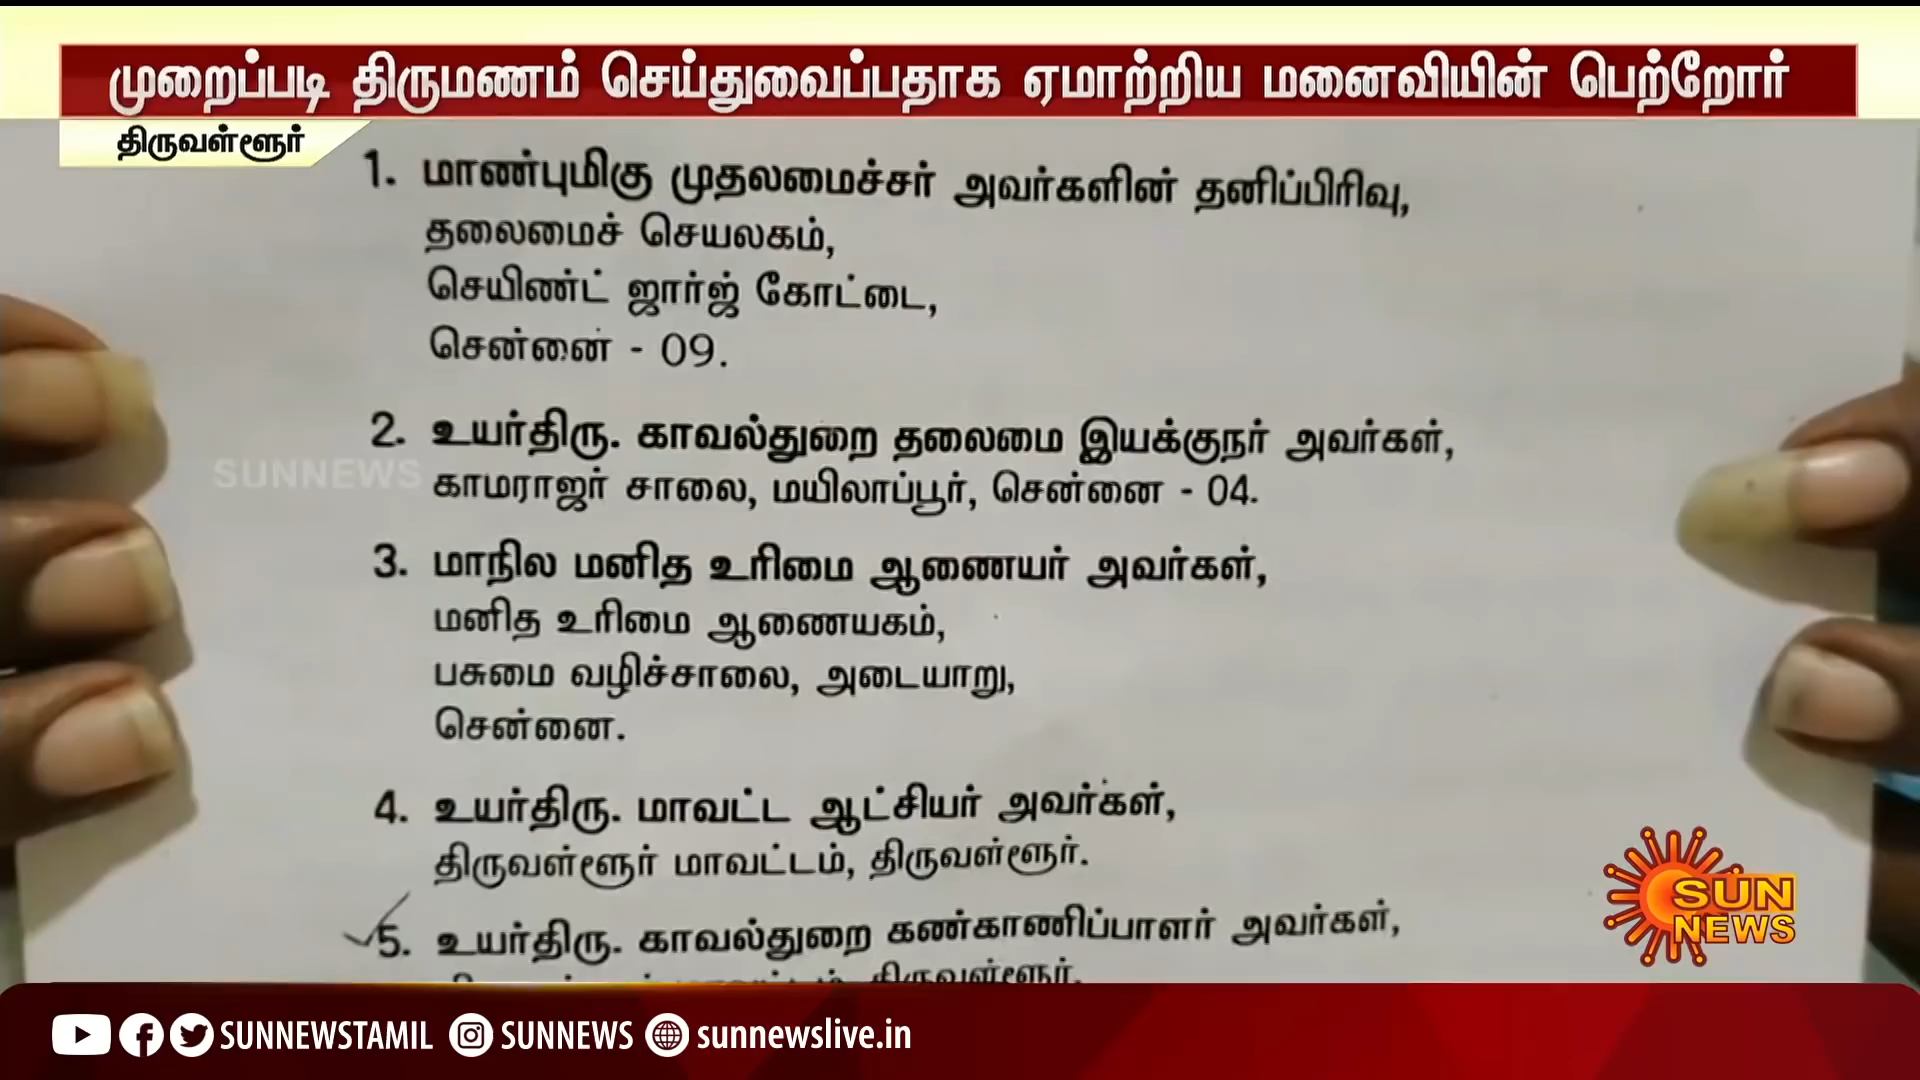 முறைப்படி திருமணம் செய்துவைப்பதாக ஏமாற்றிய மனைவியின் பெற்றோர்
திருவள்ளூர்
1. மாண்புமிகு முதலமைச்சர் அவர்களின் தனிப்பிரிவு,
தலைமைச் செயலகம்,
செயிண்ட் ஜார்ஜ் கோட்டை,
சென்னை - 09.
2. உயர்திரு. காவல்துறை தலைமை இயக்குநர் அவர்கள்,
காமராஜர் சாலை, மயிலாப்பூர், சென்னை - 04.
SUNNEWS
3. மாநில மனித உரிமை ஆணையர் அவர்கள்,
மனித உரிமை ஆணையகம்,
பசுமை வழிச்சாலை, அடையாறு,
சென்னை.
4. உயர்திரு. மாவட்ட ஆட்சியர் அவர்கள்,
திருவள்ளூர் மாவட்டம், திருவள்ளூர்.
5. உயர்திரு. காவல்துறை கண்காணிப்பாளர் அவர்கள்,
திருவள்ளூர்.
SUN
NEWS
SUNNEWSTAMIL SUNNEWS sunnewslive.in